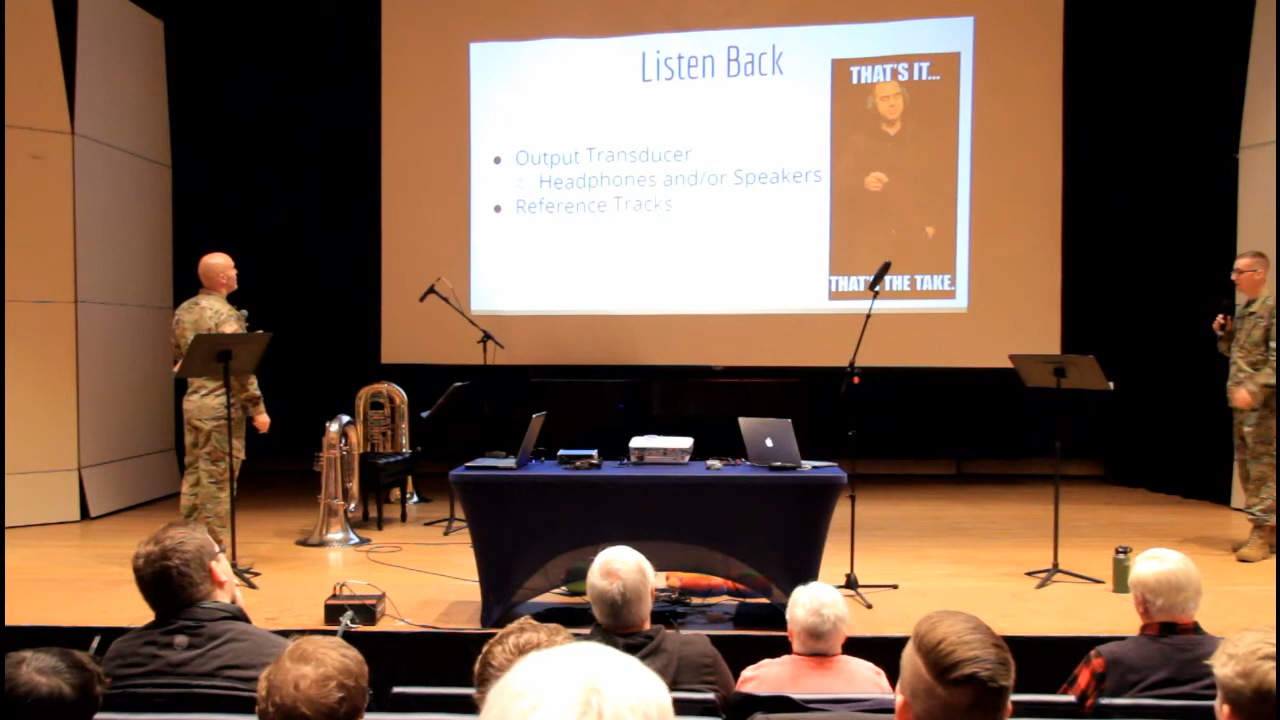 Listen Back
Output Transducer
Headphones and/or Speakers
Reference Tracks
THAT'S IT...
THAT'S THE TAKE.